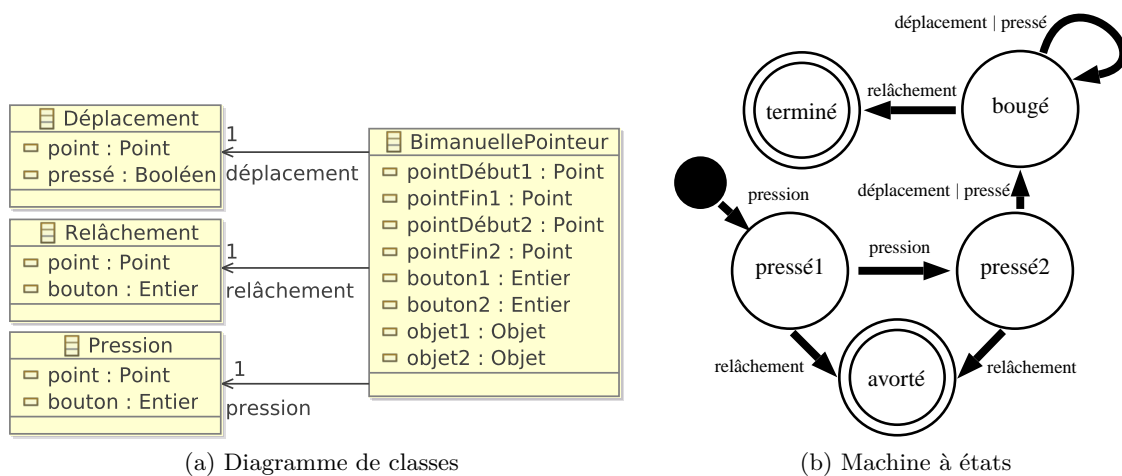 Déplacement
point : Point
pressé : Booléen
1
déplacement
Relâchement
point : Point
bouton : Entier
1
relâchement
Pression
point : Point
bouton : Entier
1
pression
BimanuellePointeur
pointDébut1 : Point
pointFin1 : Point
pointDébut2 : Point
pointFin2 : Point
bouton1 : Entier
bouton2 : Entier
objet1 : Objet
objet2 : Objet
(a) Diagramme de classes
déplacement | pressé
terminé
relâchement
bougé
pression
déplacement | pressé
pressé1
pression
pressé2
relâchement
avorté
relâchement
(b) Machine à états